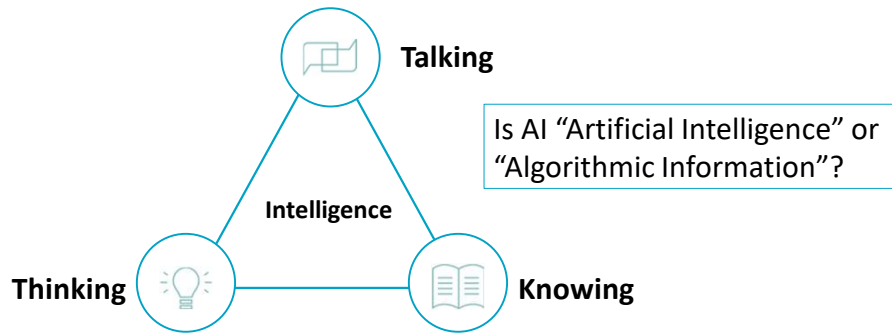 Talking
Is AI “Artificial Intelligence” or
“Algorithmic Information”?
Intelligence
Thinking
Knowing